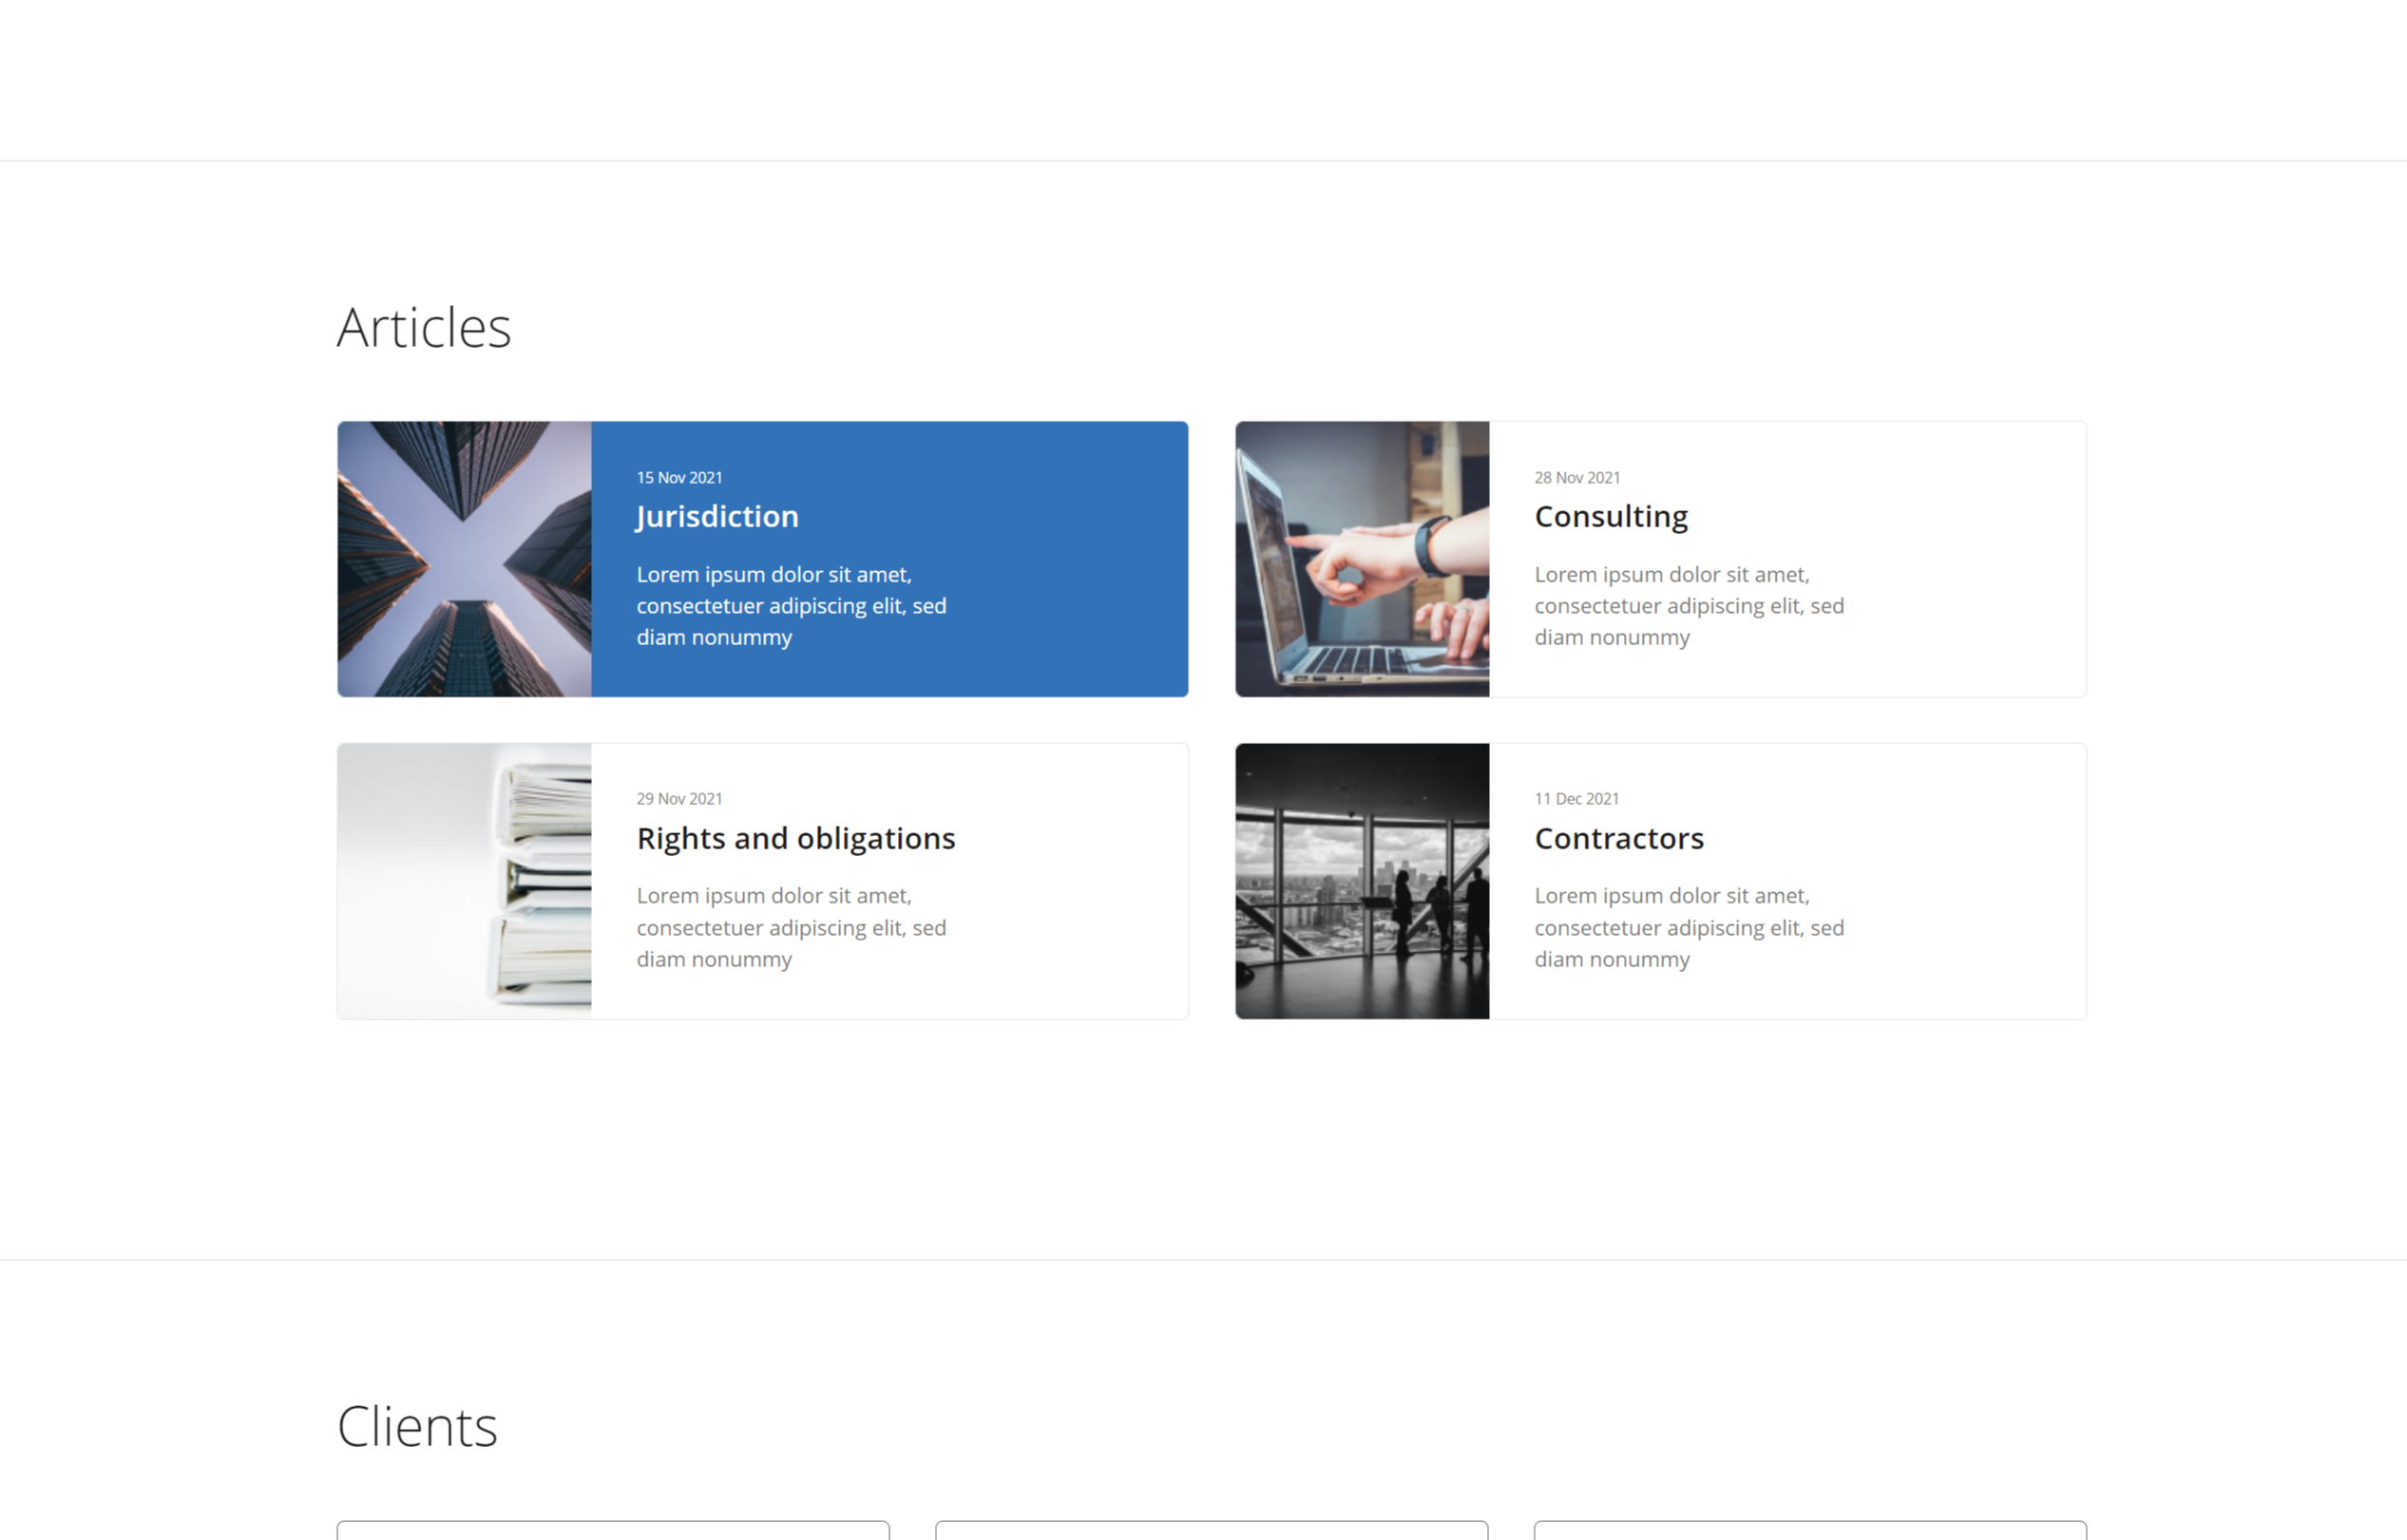 Articles
15 Nov 2021
Jurisdiction
Lorem ipsum dolor sit amet,
consectetuer adipiscing elit, sed
diam nonummy
28 Nov 2021
Consulting
Lorem ipsum dolor sit amet,
consectetuer adipiscing elit, sed
diam nonummy
29 Nov 2021
Rights and obligations
Lorem ipsum dolor sit amet,
consectetuer adipiscing elit, sed
diam nonummy
11 Dec 2021
Contractors
Lorem ipsum dolor sit amet,
consectetuer adipiscing elit, sed
diam nonummy
Clients